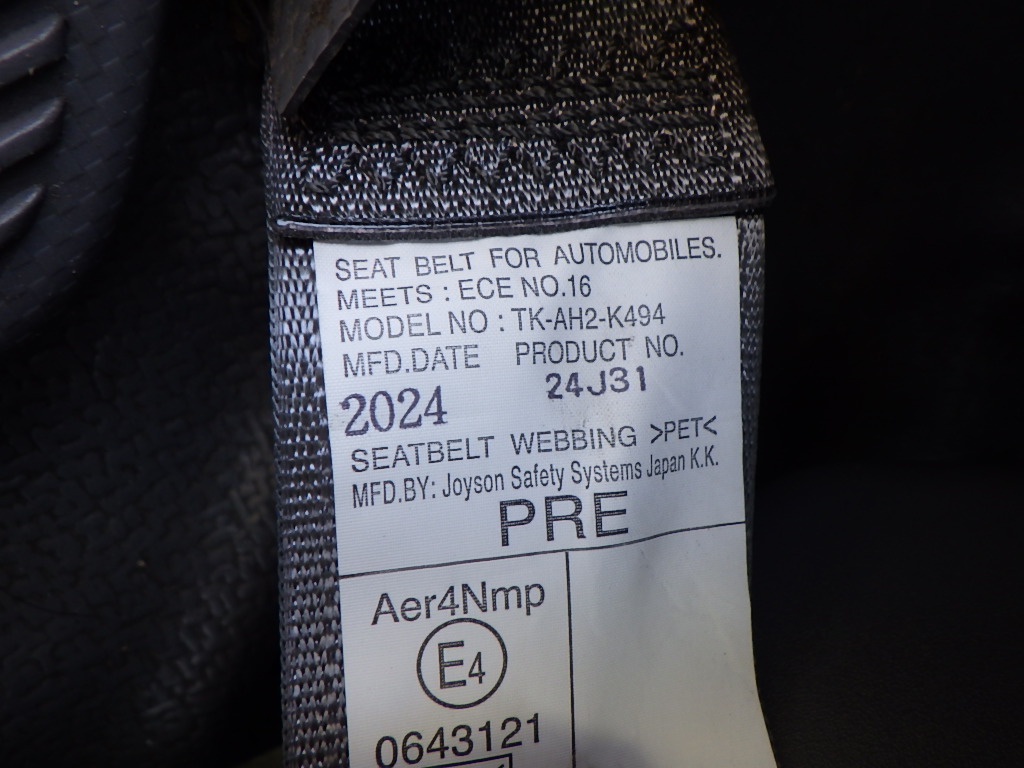 SEAT BELT FOR AUTOMOBILES.
MEETS : ECE NO.16
MODEL NO : TK-AH2-K494
MFD.DATE PRODUCT NO.
2024 24J31
SEATBELT WEBBING >PET<
MFD.BY: Joyson Safety Systems Japan K.K.
PRE
Aer4Nmp
E4
0643121